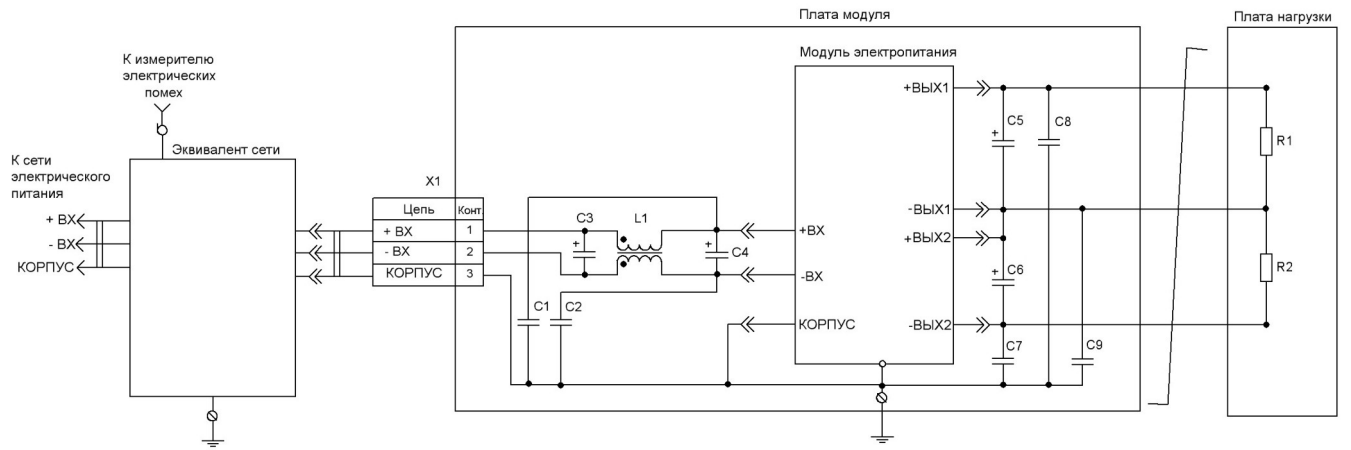 Плата модуля
Плата нагрузки
К измерителю
электрических
помех
Модуль электропитания
+ВЫХ1
C5
+
C8
R1
Эквивалент сети
К сети
электрического
питания
X1
Цепь
Конт.
+ ВХ
- ВХ
КОРПУС
+ ВХ
1
- ВХ
2
КОРПУС
3
C3
+
L1
+
C4
+ВХ
-ВХ
КОРПУС
-ВЫХ1
+ВЫХ2
+
C6
R2
-ВЫХ2
C1
C2
C7
C9